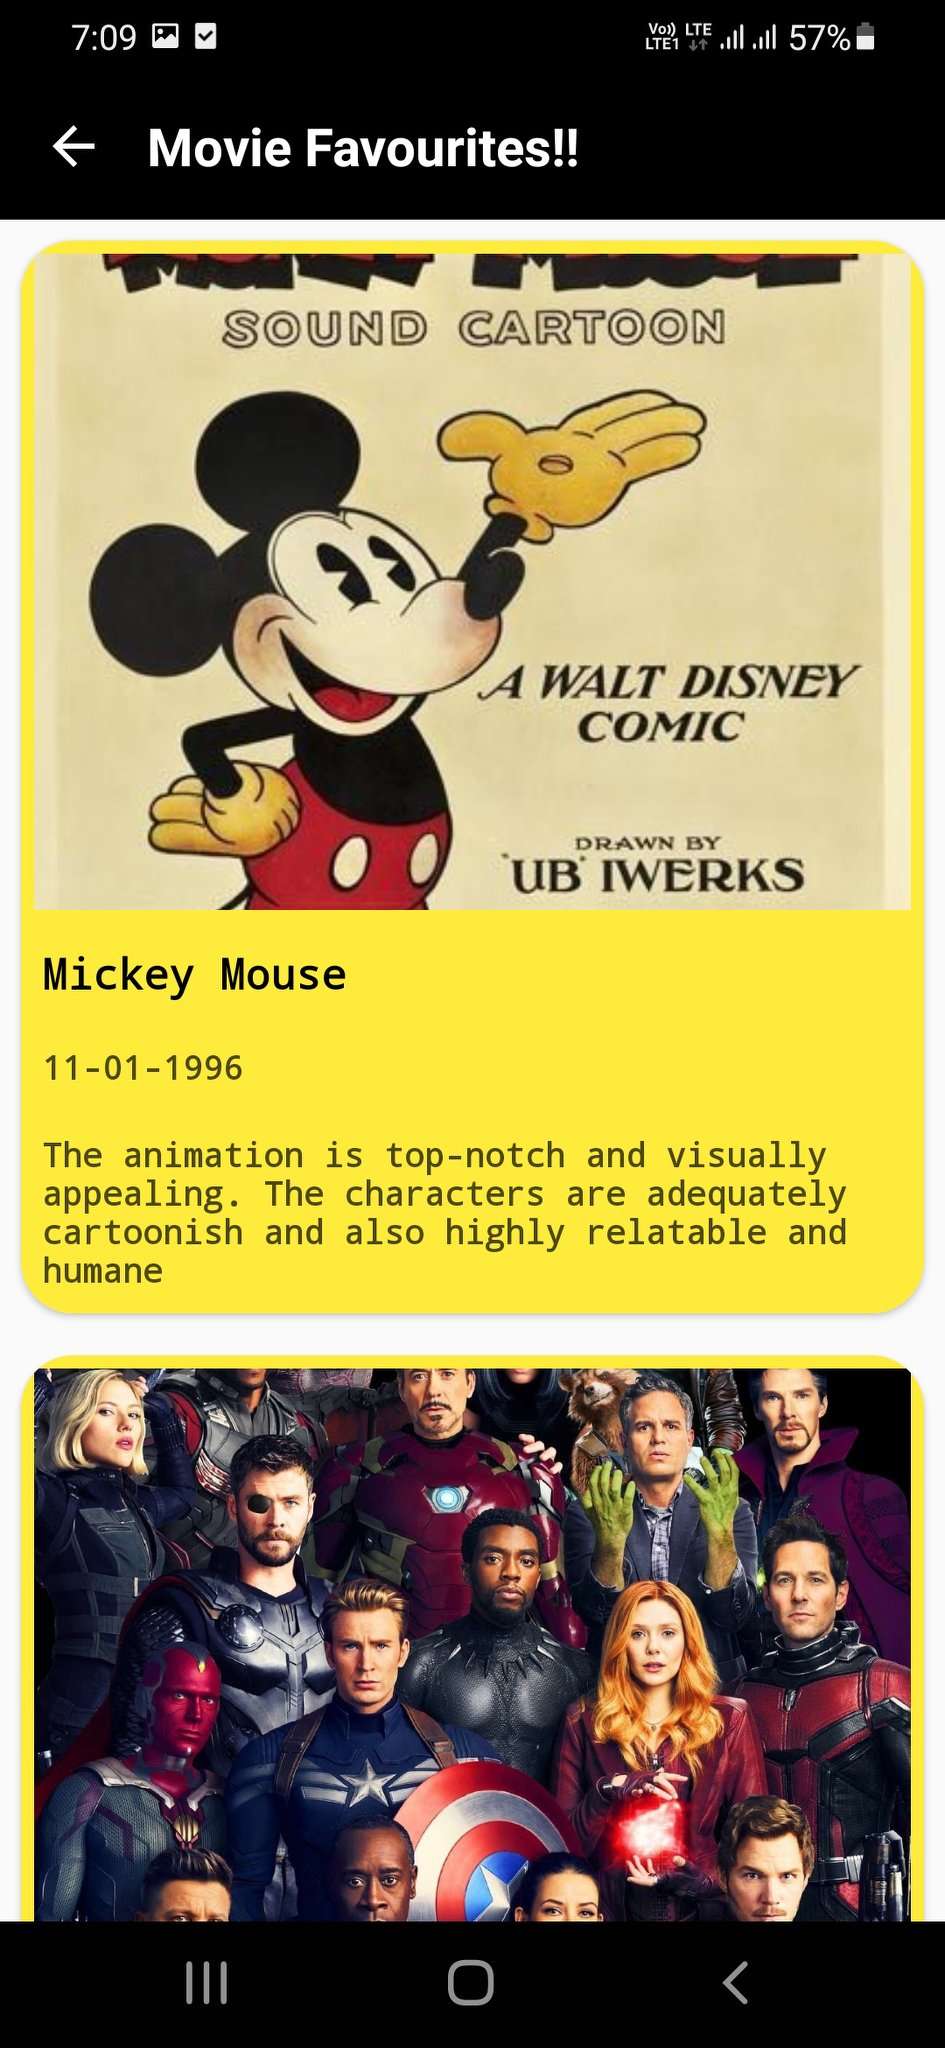 7:09
Vo)) LTE 57%
LTE1
Movie Favourites!!
SOUND CARTOON
A WALT DISNEY
COMIC
DRAWN BY
"UB" IWERKS
Mickey Mouse
11-01-1996
The animation is top-notch and visually
appealing. The characters are adequately
cartoonish and also highly relatable and
humane